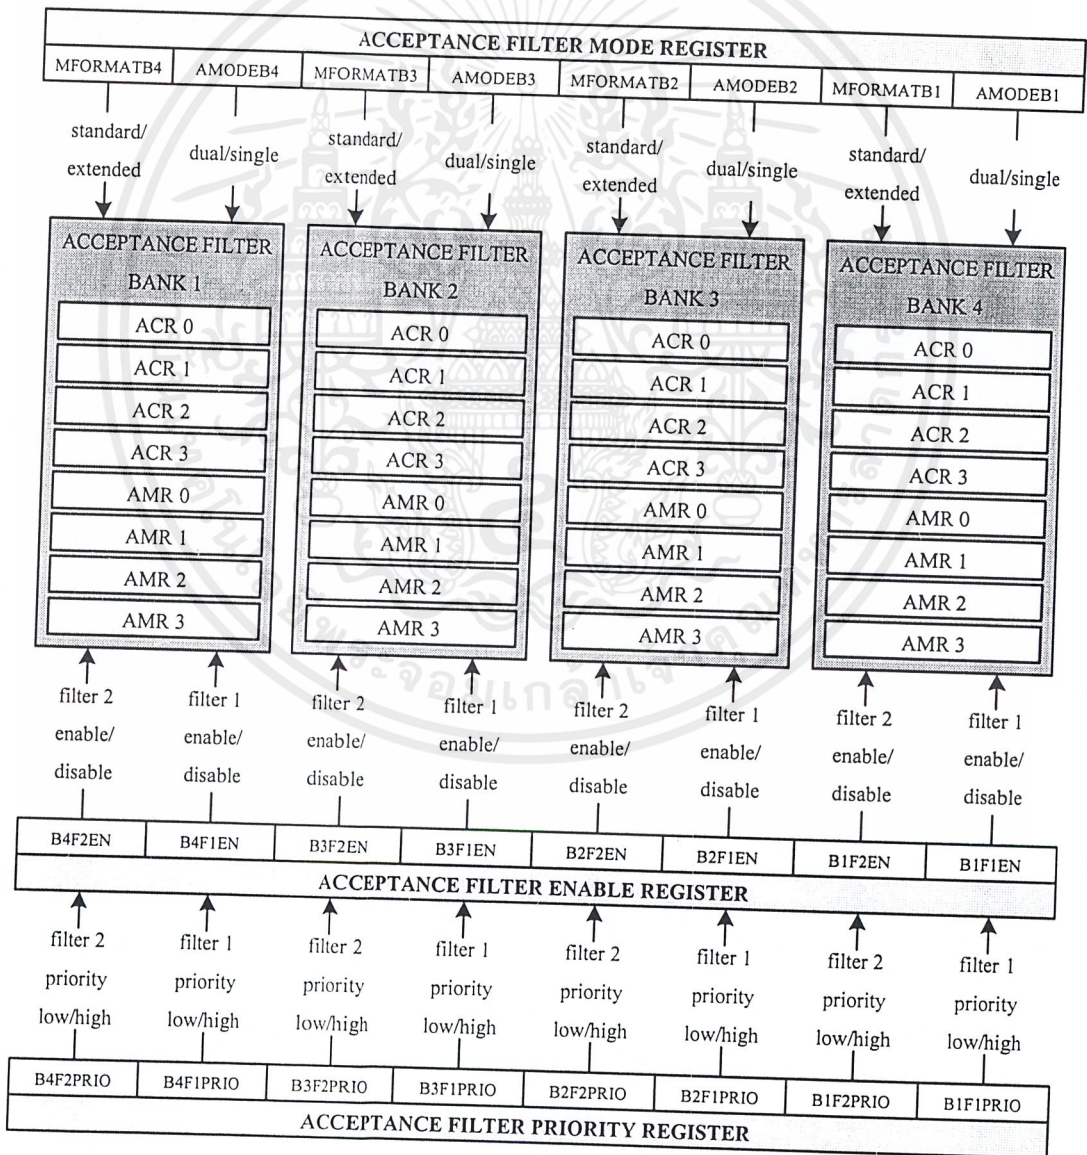 ACCEPTANCE FILTER MODE REGISTER
MFORMATB4 AMODEB4 MFORMATB3 AMODEB3 MFORMATB2 AMODEB2 MFORMATB1 AMODEB1
standard/ extended
dual/single
standard/ extended
dual/single
standard/ extended
dual/single
standard/ extended
dual/single
ACCEPTANCE FILTER
BANK 1
ACR 0
ACR 1
ACR 2
ACR 3
AMR 0
AMR 1
AMR 2
AMR 3
ACCEPTANCE FILTER
BANK 2
ACR 0
ACR 1
ACR 2
ACR 3
AMR 0
AMR 1
AMR 2
AMR 3
ACCEPTANCE FILTER
BANK 3
ACR 0
ACR 1
ACR 2
ACR 3
AMR 0
AMR 1
AMR 2
AMR 3
ACCEPTANCE FILTER
BANK 4
ACR 0
ACR 1
ACR 2
ACR 3
AMR 0
AMR 1
AMR 2
AMR 3
filter 2 filter 1 filter 2 filter 1 filter 2 filter 1 filter 2 filter 1
enable/ enable/ enable/ enable/ enable/ enable/ enable/ enable/
disable disable disable disable disable disable disable disable
B4F2EN B4F1EN B3F2EN B3F1EN B2F2EN B2F1EN B1F2EN B1F1EN
ACCEPTANCE FILTER ENABLE REGISTER
filter 2 filter 1 filter 2 filter 1 filter 2 filter 1 filter 2 filter 1
priority priority priority priority priority priority priority priority
low/high low/high low/high low/high low/high low/high low/high low/high
B4F2PRIO B4F1PRIO B3F2PRIO B3F1PRIO B2F2PRIO B2F1PRIO B1F2PRIO B1F1PRIO
ACCEPTANCE FILTER PRIORITY REGISTER